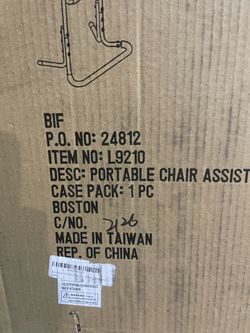 BIF
P.O. NO: 24812
ITEM NO: L9210
DESC: PORTABLE CHAIR ASSIST
CASE PACK: 1 PC
BOSTON
C/NO. 2126
MADE IN TAIWAN
REP. OF CHINA